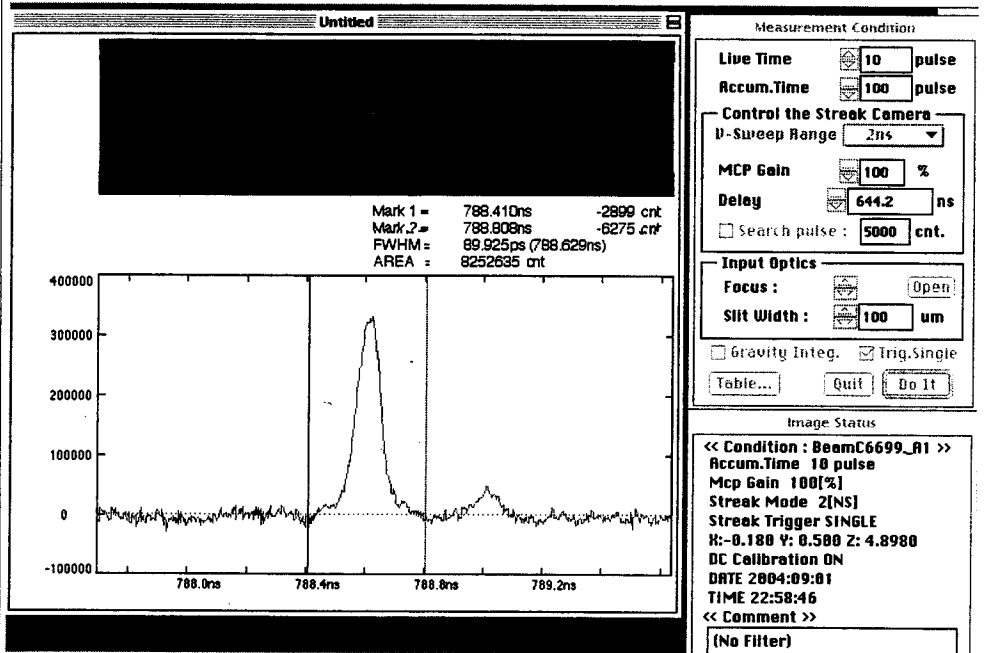 Untitled
Mark 1 = 788.410ns -2899 cnt
Mark.2 = 788.808ns -6275 cnt
FWHM = 89.925ps (788.629ns)
AREA : 8252635 cnt
400000
300000
200000
100000
0
-100000
788.0ns 788.4ns 788.8ns 789.2ns
Measurement Condition
Live Time 10 pulse
Accum.Time 100 pulse
Control the Streak Camera
V-Sweep Range 2ns
MCP Gain 100 %
Delay 644.2 ns
Search pulse : 5000 cnt.
Input Optics
Focus : Open
Slit Width : 100 um
Gravity Integ. Trig.Single
Table... Quit Do It
Image Status
<< Condition : BeamC6699_A1 >>
Accum.Time 10 pulse
Mcp Gain 100[%]
Streak Mode 2[NS]
Streak Trigger SINGLE
X:-0.180 Y: 0.500 Z: 4.8980
DC Calibration ON
DATE 2004:09:01
TIME 22:58:46
<< Comment >>
(No Filter)